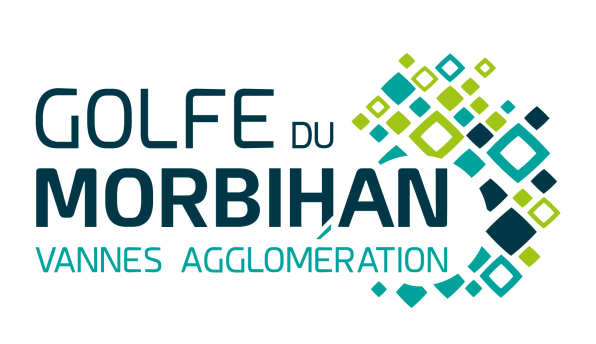 GOLFE DU
MORBIHAN
VANNES AGGLOMÉRATION